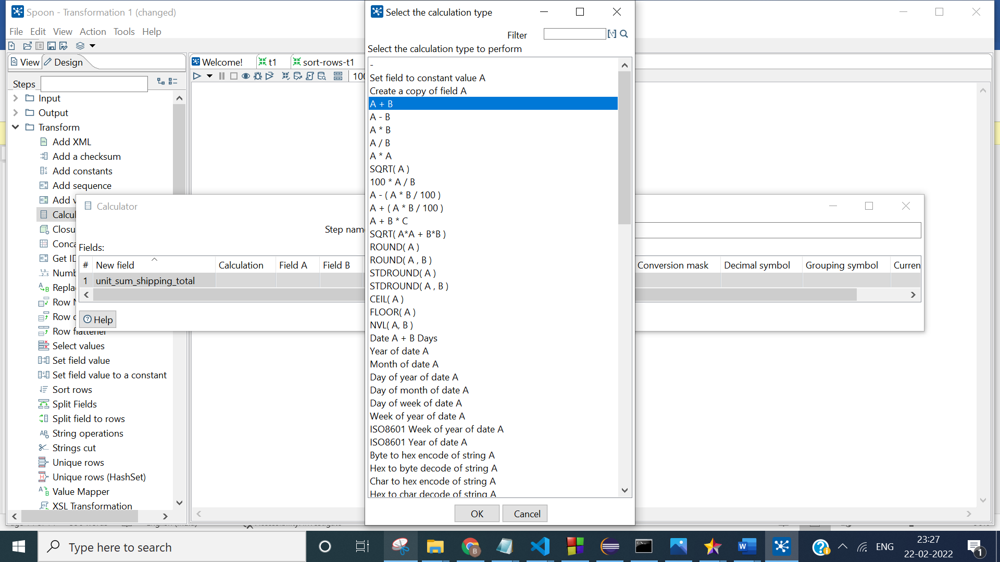 Spoon - Transformation 1 (changed)
File Edit View Action Tools Help
View Design
Steps
Input
Output
Transform
Add XML
Add a checksum
Add constants
Add sequence
Add v
Calcul
Closu
Conca
Get ID
Numb
Replac
Row N
Row
Row flattener
Select values
Set field value
Set field value to a constant
Sort rows
Split Fields
Split field to rows
String operations
Strings cut
Unique rows
Unique rows (HashSet)
Value Mapper
XSL Transformation
Welcome! t1 sort-rows-t1
100
Calculator
Step nam
Fields:
# New field Calculation Field A Field B Conversion mask Decimal symbol Grouping symbol Curren
1 unit_sum_shipping_total
Help
Select the calculation type
Filter
Select the calculation type to perform
-
Set field to constant value A
Create a copy of field A
A + B
A - B
A * B
A / B
A * A
SQRT( A )
100 * A / B
A - ( A * B / 100 )
A + ( A * B / 100 )
A + B * C
SQRT( A*A + B*B )
ROUND( A )
ROUND( A , B )
STDROUND( A )
STDROUND( A , B )
CEIL( A )
FLOOR( A )
NVL( A, B )
Date A + B Days
Year of date A
Month of date A
Day of year of date A
Day of month of date A
Day of week of date A
Week of year of date A
ISO8601 Week of year of date A
ISO8601 Year of date A
Byte to hex encode of string A
Hex to byte decode of string A
Char to hex encode of string A
Hex to char decode of string A
OK Cancel
Type here to search
ENG
23:27
22-02-2022
1